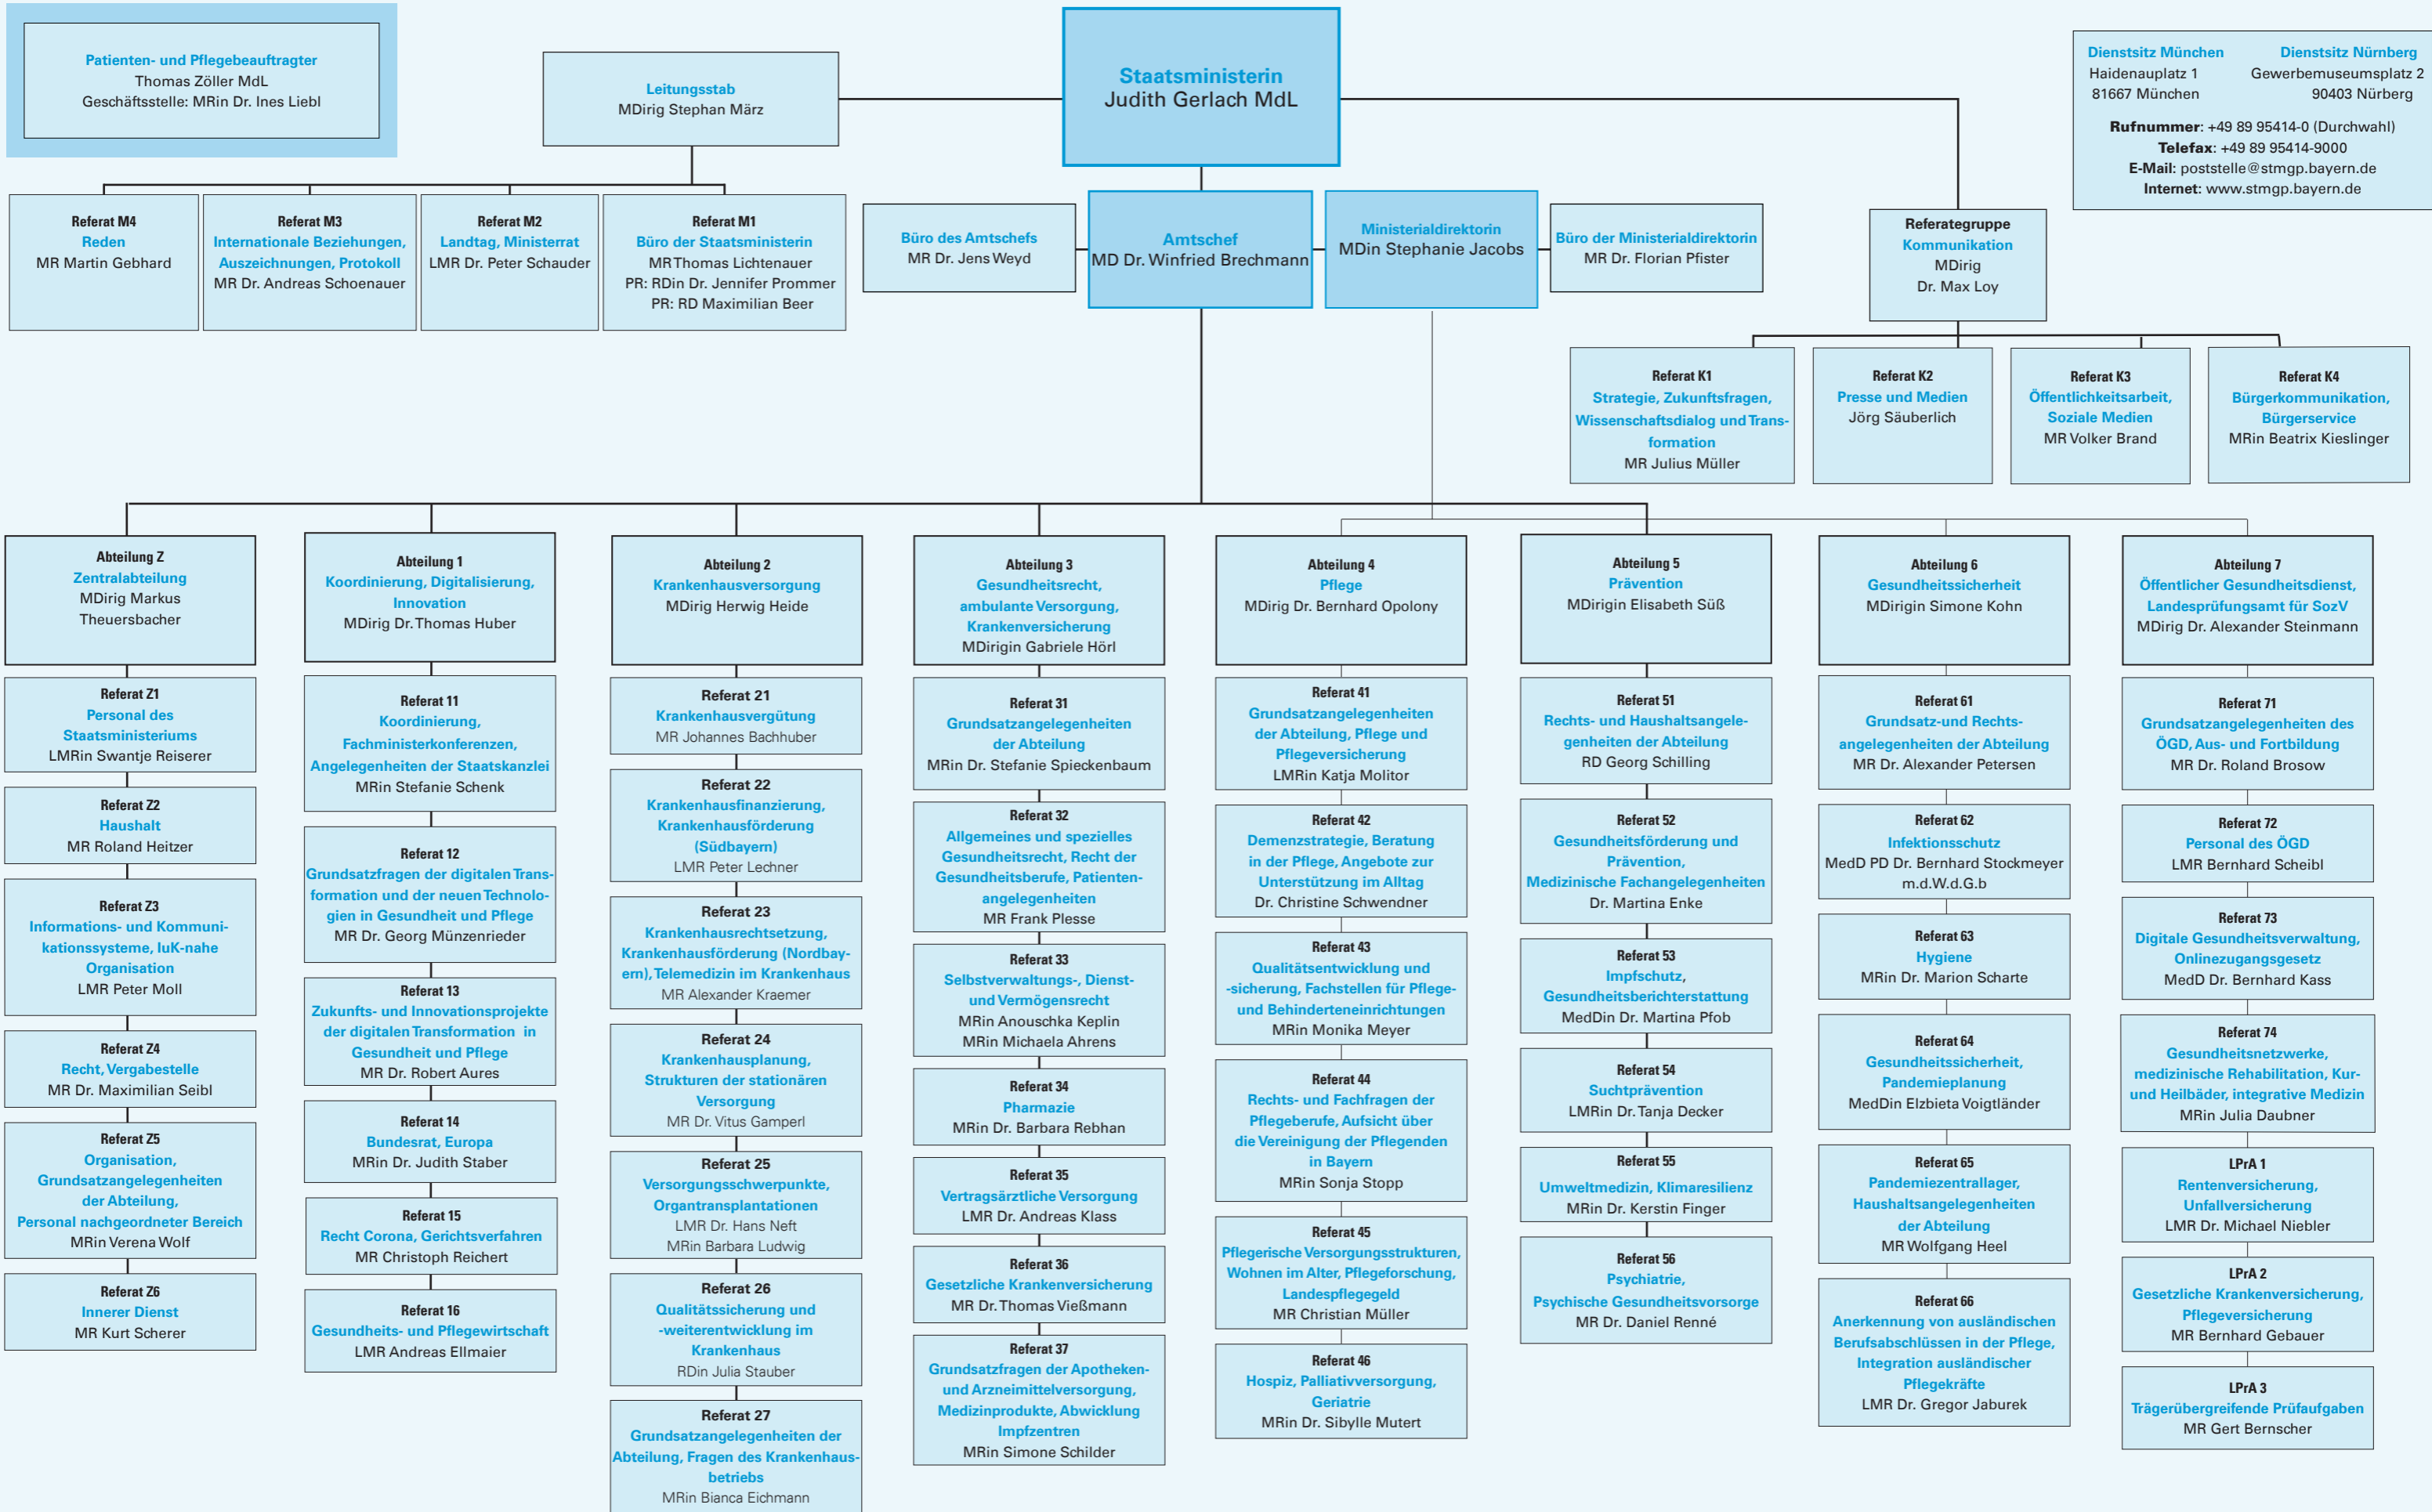 Patienten- und Pflegebeauftragter
Thomas Zöller MdL
Geschäftsstelle: MRin Dr. Ines Liebl
Leitungsstab
MDirig Stephan März
Staatsministerin
Judith Gerlach MdL
Dienstsitz München
Haidenauplatz 1
81667 München
Dienstsitz Nürnberg
Gewerbemuseumsplatz 2
90403 Nürberg
Rufnummer: +49 89 95414-0 (Durchwahl)
Telefax: +49 89 95414-9000
E-Mail: poststelle@stmgp.bayern.de
Internet: www.stmgp.bayern.de
Referat M4
Reden
MR Martin Gebhard
Referat M3
Internationale Beziehungen,
Auszeichnungen, Protokoll
MR Dr. Andreas Schoenauer
Referat M2
Landtag, Ministerrat
LMR Dr. Peter Schauder
Referat M1
Büro der Staatsministerin
MR Thomas Lichtenauer
PR: RDin Dr. Jennifer Prommer
PR: RD Maximilian Beer
Büro des Amtschefs
MR Dr. Jens Weyd
Amtschef
MD Dr. Winfried Brechmann
Ministerialdirektorin
MDin Stephanie Jacobs
Büro der Ministerialdirektorin
MR Dr. Florian Pfister
Referategruppe
Kommunikation
MDirig
Dr. Max Loy
Referat K1
Strategie, Zukunftsfragen,
Wissenschaftsdialog und Trans-
formation
MR Julius Müller
Referat K2
Presse und Medien
Jörg Säuberlich
Referat K3
Öffentlichkeitsarbeit,
Soziale Medien
MR Volker Brand
Referat K4
Bürgerkommunikation,
Bürgerservice
MRin Beatrix Kieslinger
Abteilung Z
Zentralabteilung
MDirig Markus
Theuersbacher
Referat Z1
Personal des
Staatsministeriums
LMRin Swantje Reiserer
Referat Z2
Haushalt
MR Roland Heitzer
Referat Z3
Informations- und Kommuni-
kationssysteme, IuK-nahe
Organisation
LMR Peter Moll
Referat Z4
Recht, Vergabestelle
MR Dr. Maximilian Seibl
Referat Z5
Organisation,
Grundsatzangelegenheiten
der Abteilung,
Personal nachgeordneter Bereich
MRin Verena Wolf
Referat Z6
Innerer Dienst
MR Kurt Scherer
Abteilung 1
Koordinierung, Digitalisierung,
Innovation
MDirig Dr. Thomas Huber
Referat 11
Koordinierung,
Fachministerkonferenzen,
Angelegenheiten der Staatskanzlei
MRin Stefanie Schenk
Referat 12
Grundsatzfragen der digitalen Trans-
formation und der neuen Technolo-
gien in Gesundheit und Pflege
MR Dr. Georg Münzenrieder
Referat 13
Zukunfts- und Innovationsprojekte
der digitalen Transformation in
Gesundheit und Pflege
MR Dr. Robert Aures
Referat 14
Bundesrat, Europa
MRin Dr. Judith Staber
Referat 15
Recht Corona, Gerichtsverfahren
MR Christoph Reichert
Referat 16
Gesundheits- und Pflegewirtschaft
LMR Andreas Ellmaier
Abteilung 2
Krankenhausversorgung
MDirig Herwig Heide
Referat 21
Krankenhausvergütung
MR Johannes Bachhuber
Referat 22
Krankenhausfinanzierung,
Krankenhausförderung
(Südbayern)
LMR Peter Lechner
Referat 23
Krankenhausrechtsetzung,
Krankenhausförderung (Nordbay-
ern), Telemedizin im Krankenhaus
MR Alexander Kraemer
Referat 24
Krankenhausplanung,
Strukturen der stationären
Versorgung
MR Dr. Vitus Gamperl
Referat 25
Versorgungsschwerpunkte,
Organtransplantationen
LMR Dr. Hans Neft
MRin Barbara Ludwig
Referat 26
Qualitätssicherung und
-weiterentwicklung im
Krankenhaus
RDin Julia Stauber
Referat 27
Grundsatzangelegenheiten der
Abteilung, Fragen des Krankenhaus-
betriebs
MRin Bianca Eichmann
Abteilung 3
Gesundheitsrecht,
ambulante Versorgung,
Krankenversicherung
MDirigin Gabriele Hörl
Referat 31
Grundsatzangelegenheiten
der Abteilung
MRin Dr. Stefanie Spieckenbaum
Referat 32
Allgemeines und spezielles
Gesundheitsrecht, Recht der
Gesundheitsberufe, Patienten-
angelegenheiten
MR Frank Plesse
Referat 33
Selbstverwaltungs-, Dienst-
und Vermögensrecht
MRin Anouschka Keplin
MRin Michaela Ahrens
Referat 34
Pharmazie
MRin Dr. Barbara Rebhan
Referat 35
Vertragsärztliche Versorgung
LMR Dr. Andreas Klass
Referat 36
Gesetzliche Krankenversicherung
MR Dr. Thomas Vießmann
Referat 37
Grundsatzfragen der Apotheken-
und Arzneimittelversorgung,
Medizinprodukte, Abwicklung
Impfzentren
MRin Simone Schilder
Abteilung 4
Pflege
MDirig Dr. Bernhard Opolony
Referat 41
Grundsatzangelegenheiten
der Abteilung, Pflege und
Pflegeversicherung
LMRin Katja Molitor
Referat 42
Demenzstrategie, Beratung
in der Pflege, Angebote zur
Unterstützung im Alltag
Dr. Christine Schwendner
Referat 43
Qualitätsentwicklung und
-sicherung, Fachstellen für Pflege-
und Behinderteneinrichtungen
MRin Monika Meyer
Referat 44
Rechts- und Fachfragen der
Pflegeberufe, Aufsicht über
die Vereinigung der Pflegenden
in Bayern
MRin Sonja Stopp
Referat 45
Pflegerische Versorgungsstrukturen,
Wohnen im Alter, Pflegeforschung,
Landespflegegeld
MR Christian Müller
Referat 46
Hospiz, Palliativversorgung,
Geriatrie
MRin Dr. Sibylle Mutert
Abteilung 5
Prävention
MDirigin Elisabeth Süß
Referat 51
Rechts- und Haushaltsangele-
genheiten der Abteilung
RD Georg Schilling
Referat 52
Gesundheitsförderung und
Prävention,
Medizinische Fachangelegenheiten
Dr. Martina Enke
Referat 53
Impfschutz,
Gesundheitsberichterstattung
MedDin Dr. Martina Pfob
Referat 54
Suchtprävention
LMRin Dr. Tanja Decker
Referat 55
Umweltmedizin, Klimaresilienz
MRin Dr. Kerstin Finger
Referat 56
Psychiatrie,
Psychische Gesundheitsvorsorge
MR Dr. Daniel Renné
Abteilung 6
Gesundheitssicherheit
MDirigin Simone Kohn
Referat 61
Grundsatz-und Rechts-
angelegenheiten der Abteilung
MR Dr. Alexander Petersen
Referat 62
Infektionsschutz
MedD PD Dr. Bernhard Stockmeyer
m.d.W.d.G.b
Referat 63
Hygiene
MRin Dr. Marion Scharte
Referat 64
Gesundheitssicherheit,
Pandemieplanung
MedDin Elzbieta Voigtländer
Referat 65
Pandemiezentrallager,
Haushaltsangelegenheiten
der Abteilung
MR Wolfgang Heel
Referat 66
Anerkennung von ausländischen
Berufsabschlüssen in der Pflege,
Integration ausländischer
Pflegekräfte
LMR Dr. Gregor Jaburek
Abteilung 7
Öffentlicher Gesundheitsdienst,
Landesprüfungsamt für SozV
MDirig Dr. Alexander Steinmann
Referat 71
Grundsatzangelegenheiten des
ÖGD, Aus- und Fortbildung
MR Dr. Roland Brosow
Referat 72
Personal des ÖGD
LMR Bernhard Scheibl
Referat 73
Digitale Gesundheitsverwaltung,
Onlinezugangsgesetz
MedD Dr. Bernhard Kass
Referat 74
Gesundheitsnetzwerke,
medizinische Rehabilitation, Kur-
und Heilbäder, integrative Medizin
MRin Julia Daubner
LPrA 1
Rentenversicherung,
Unfallversicherung
LMR Dr. Michael Niebler
LPrA 2
Gesetzliche Krankenversicherung,
Pflegeversicherung
MR Bernhard Gebauer
LPrA 3
Trägerübergreifende Prüfaufgaben
MR Gert Bernscher